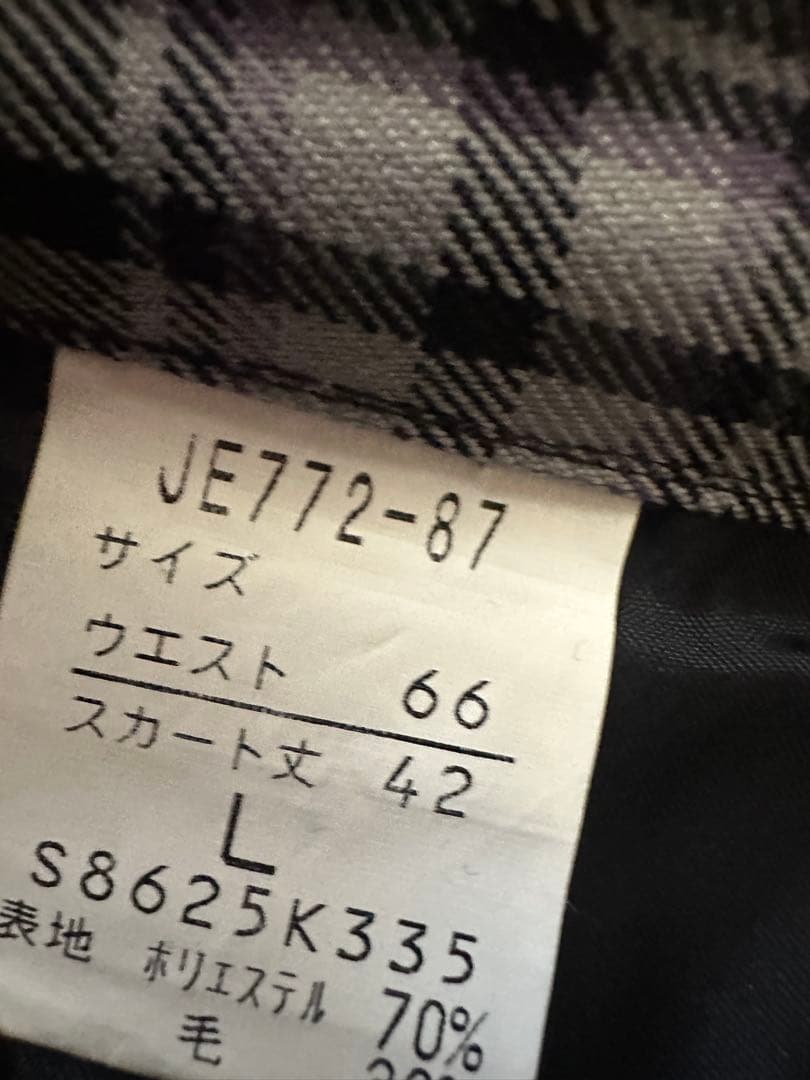 JE772-87
サイズ
ウエスト 66
スカート丈 42
L
S8625K335
表地 ポリエステル 70%
毛